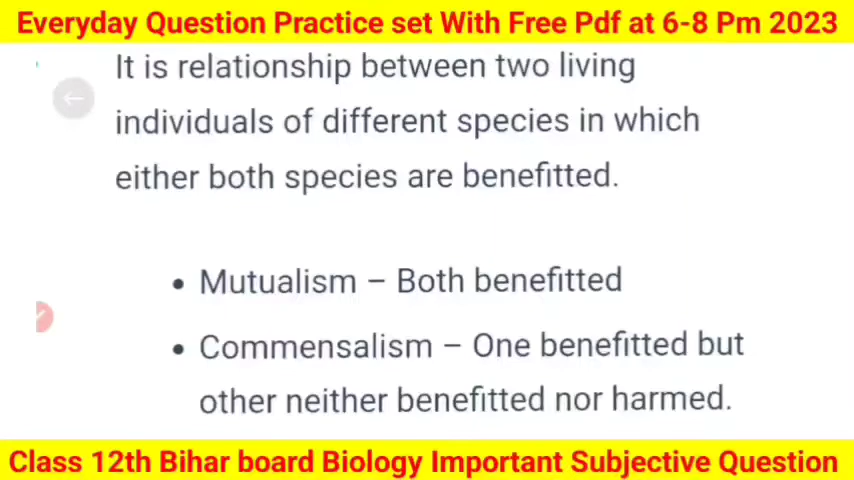 Everyday Question Practice set With Free Pdf at 6-8 Pm 2023
It is relationship between two living
individuals of different species in which
either both species are benefitted.
• Mutualism – Both benefitted
• Commensalism – One benefitted but
other neither benefitted nor harmed.
Class 12th Bihar board Biology Important Subjective Question